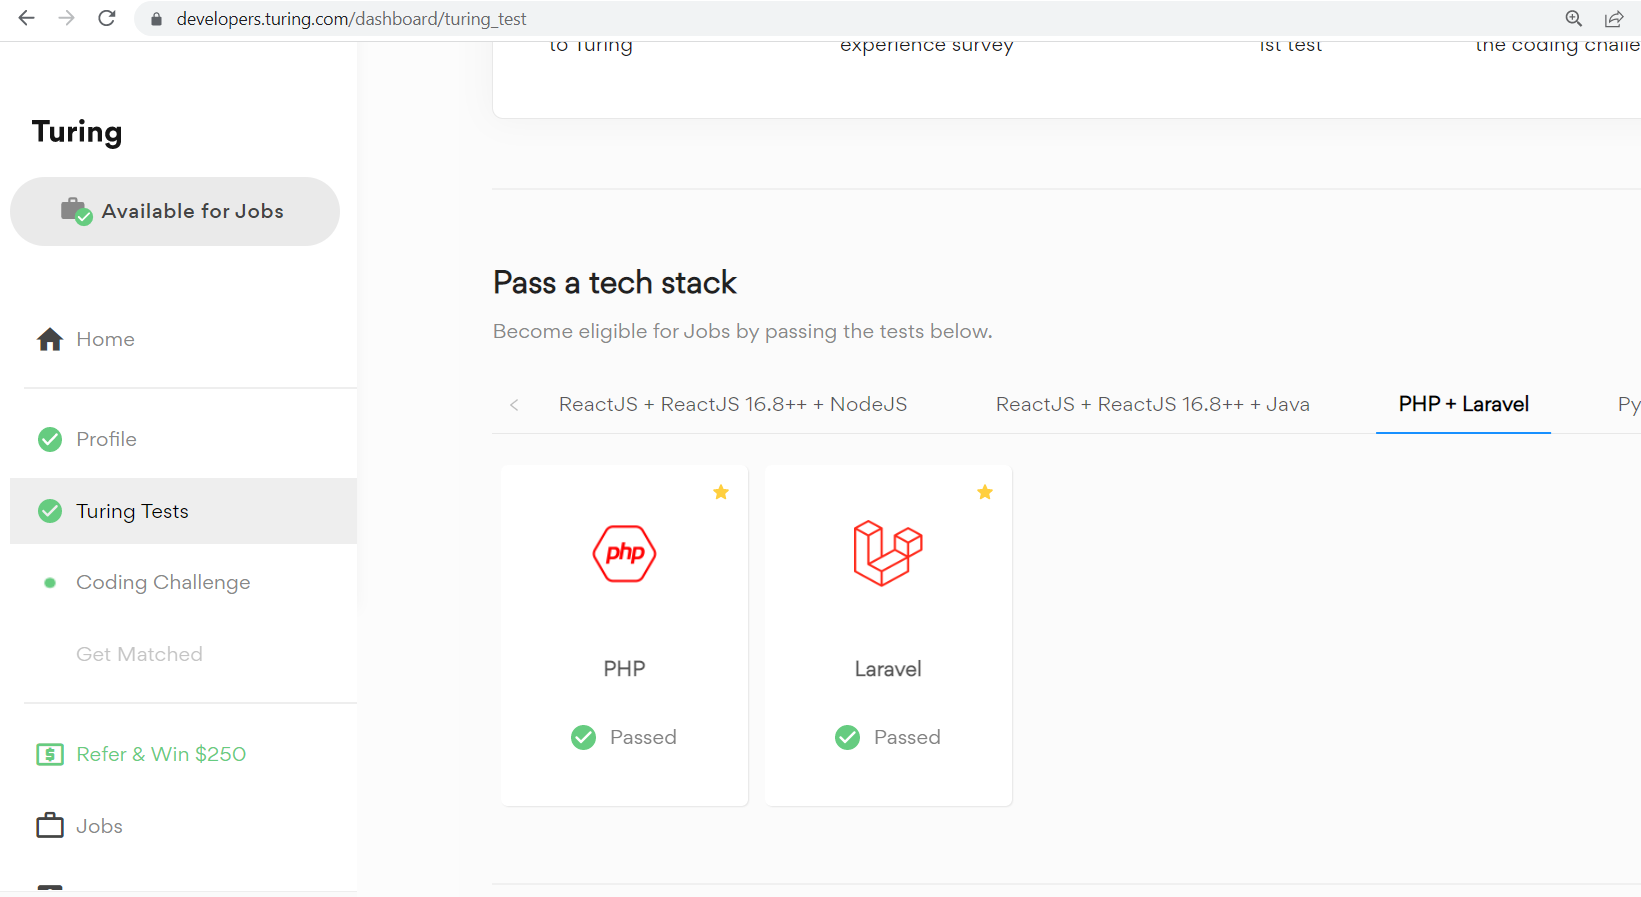 developers.turing.com/dashboard/turing_test
to Turing
experience survey
1st test
the coding challe
Turing
Available for Jobs
Home
Profile
Turing Tests
Coding Challenge
Get Matched
Refer & Win $250
Jobs
Pass a tech stack
Become eligible for Jobs by passing the tests below.
ReactJS + ReactJS 16.8++ + NodeJS
ReactJS + ReactJS 16.8++ + Java
PHP + Laravel
Py
php
PHP
Passed
Laravel
Passed